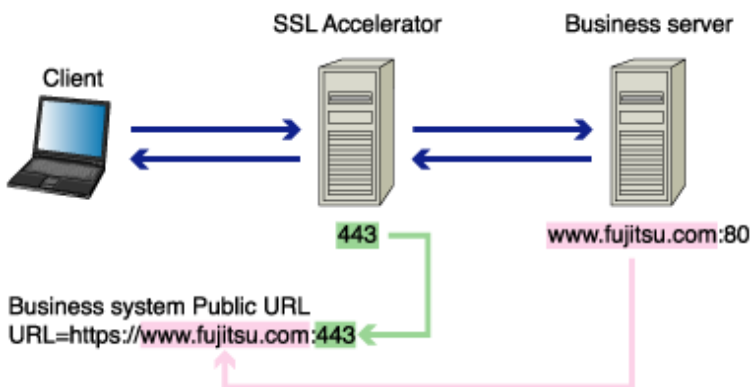 SSL Accelerator
Business server
Client
443
www.fujitsu.com:80
Business system Public URL
URL=https://www.fujitsu.com:443